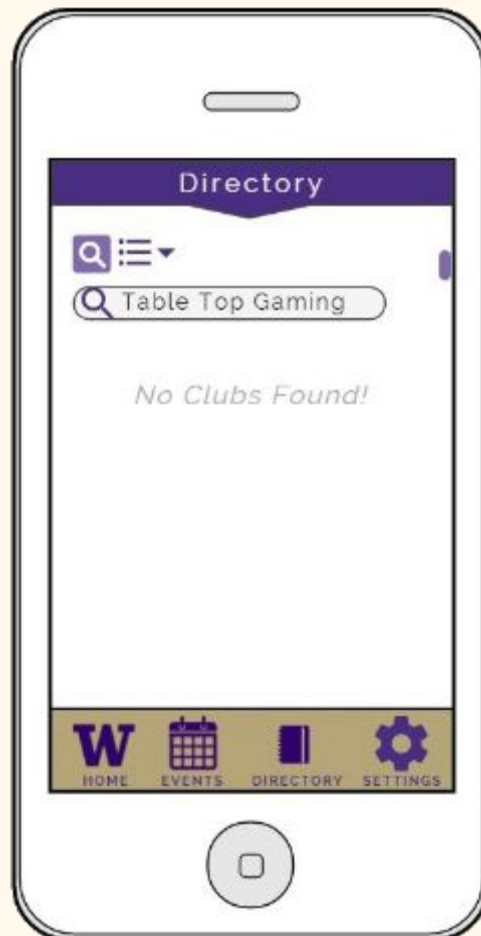 Directory
Table Top Gaming
No Clubs Found!
W
HOME EVENTS DIRECTORY SETTINGS